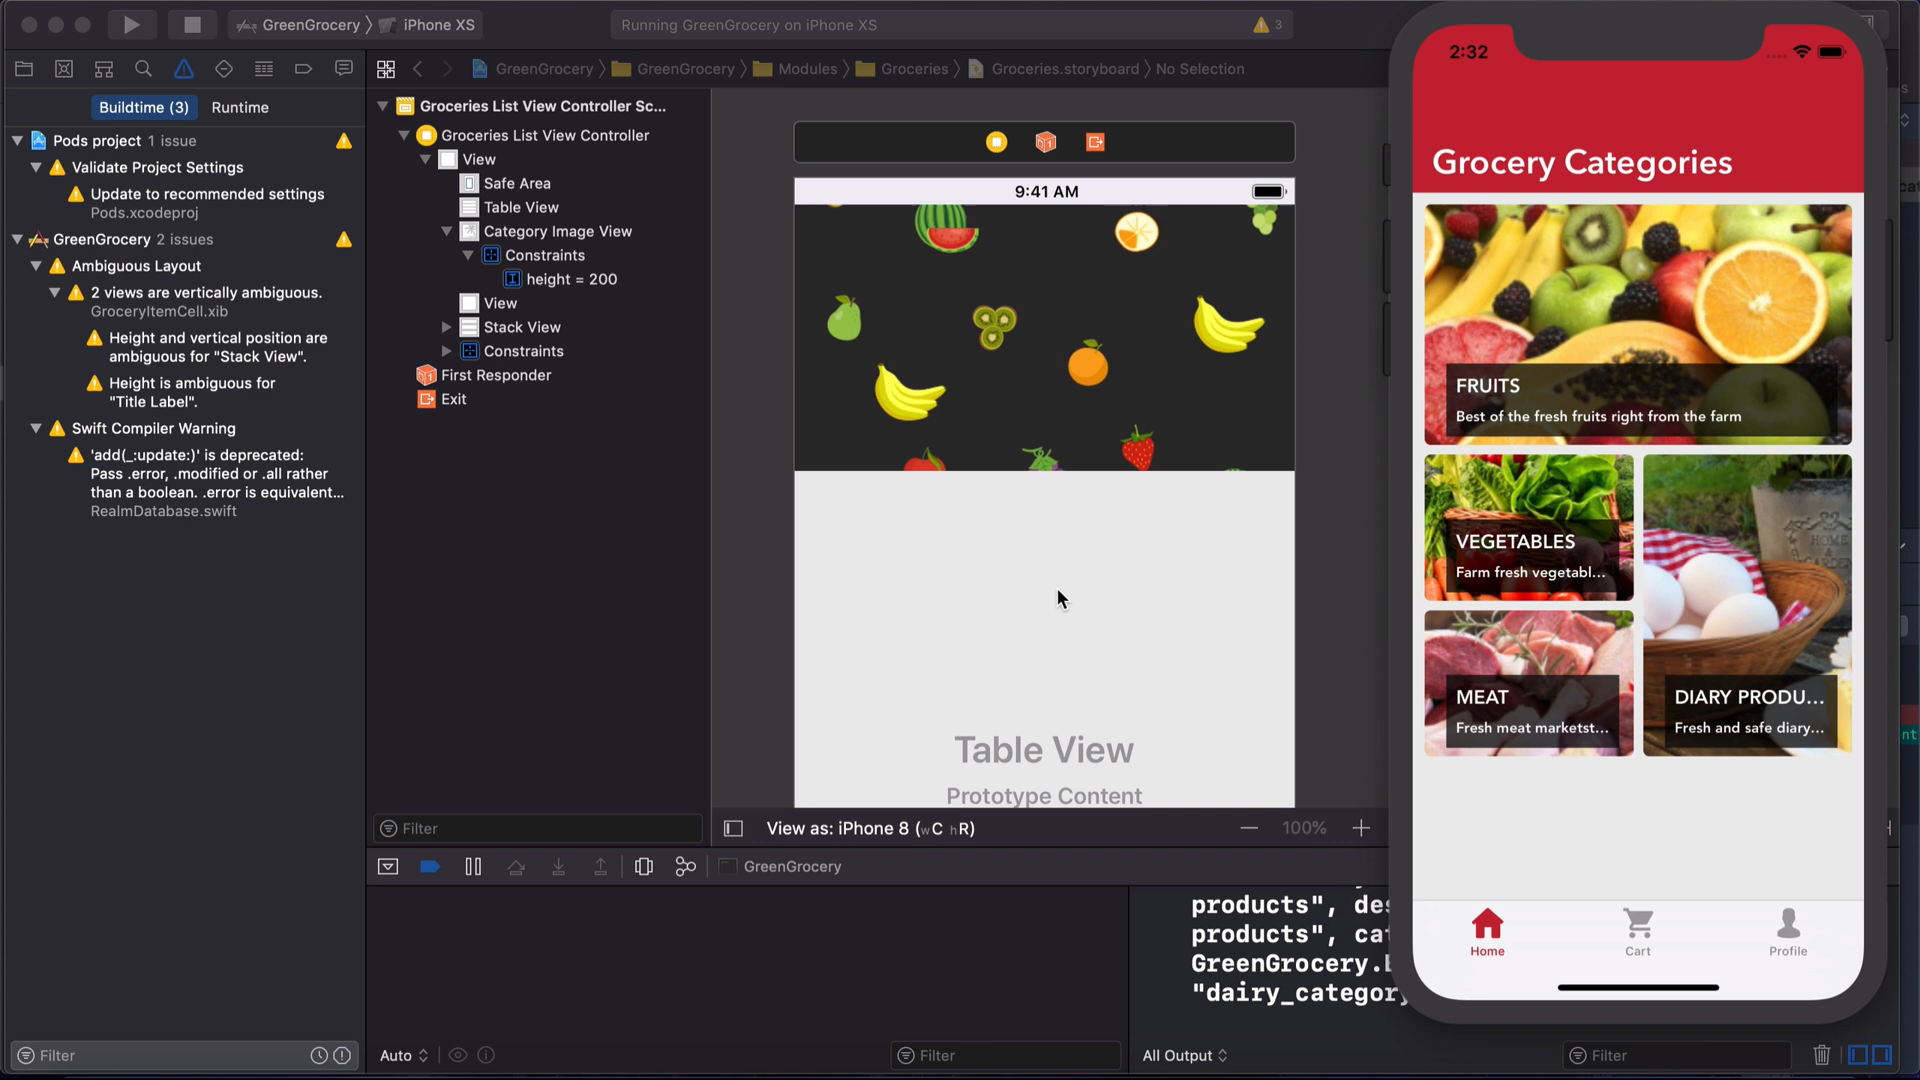 GreenGrocery
iPhone XS
Running GreenGrocery on iPhone XS
3
GreenGrocery
GreenGrocery
Modules
Groceries
Groceries.storyboard
No Selection
Buildtime (3)
Runtime
Pods project 1 issue
Validate Project Settings
Update to recommended settings
Pods.xcodeproj
GreenGrocery 2 issues
Ambiguous Layout
2 views are vertically ambiguous.
GroceryItemCell.xib
Height and vertical position are
ambiguous for "Stack View".
Height is ambiguous for
"Title Label".
Swift Compiler Warning
'add(_:update:)' is deprecated:
Pass .error, .modified or .all rather
than a boolean. .error is equivalent...
RealmDatabase.swift
Filter
Groceries List View Controller Sc...
Groceries List View Controller
View
Safe Area
Table View
Category Image View
Constraints
height = 200
View
Stack View
Constraints
First Responder
Exit
Filter
9:41 AM
Table View
Prototype Content
View as: iPhone 8 (wC hR)
100%
GreenGrocery
Auto
Filter
products", des
products", cat
GreenGrocery.
"dairy_category
All Output
Filter
2:32
Grocery Categories
FRUITS
Best of the fresh fruits right from the farm
VEGETABLES
Farm fresh vegetabl...
MEAT
Fresh meat marketst...
DIARY PRODU...
Fresh and safe diary...
Home
Cart
Profile